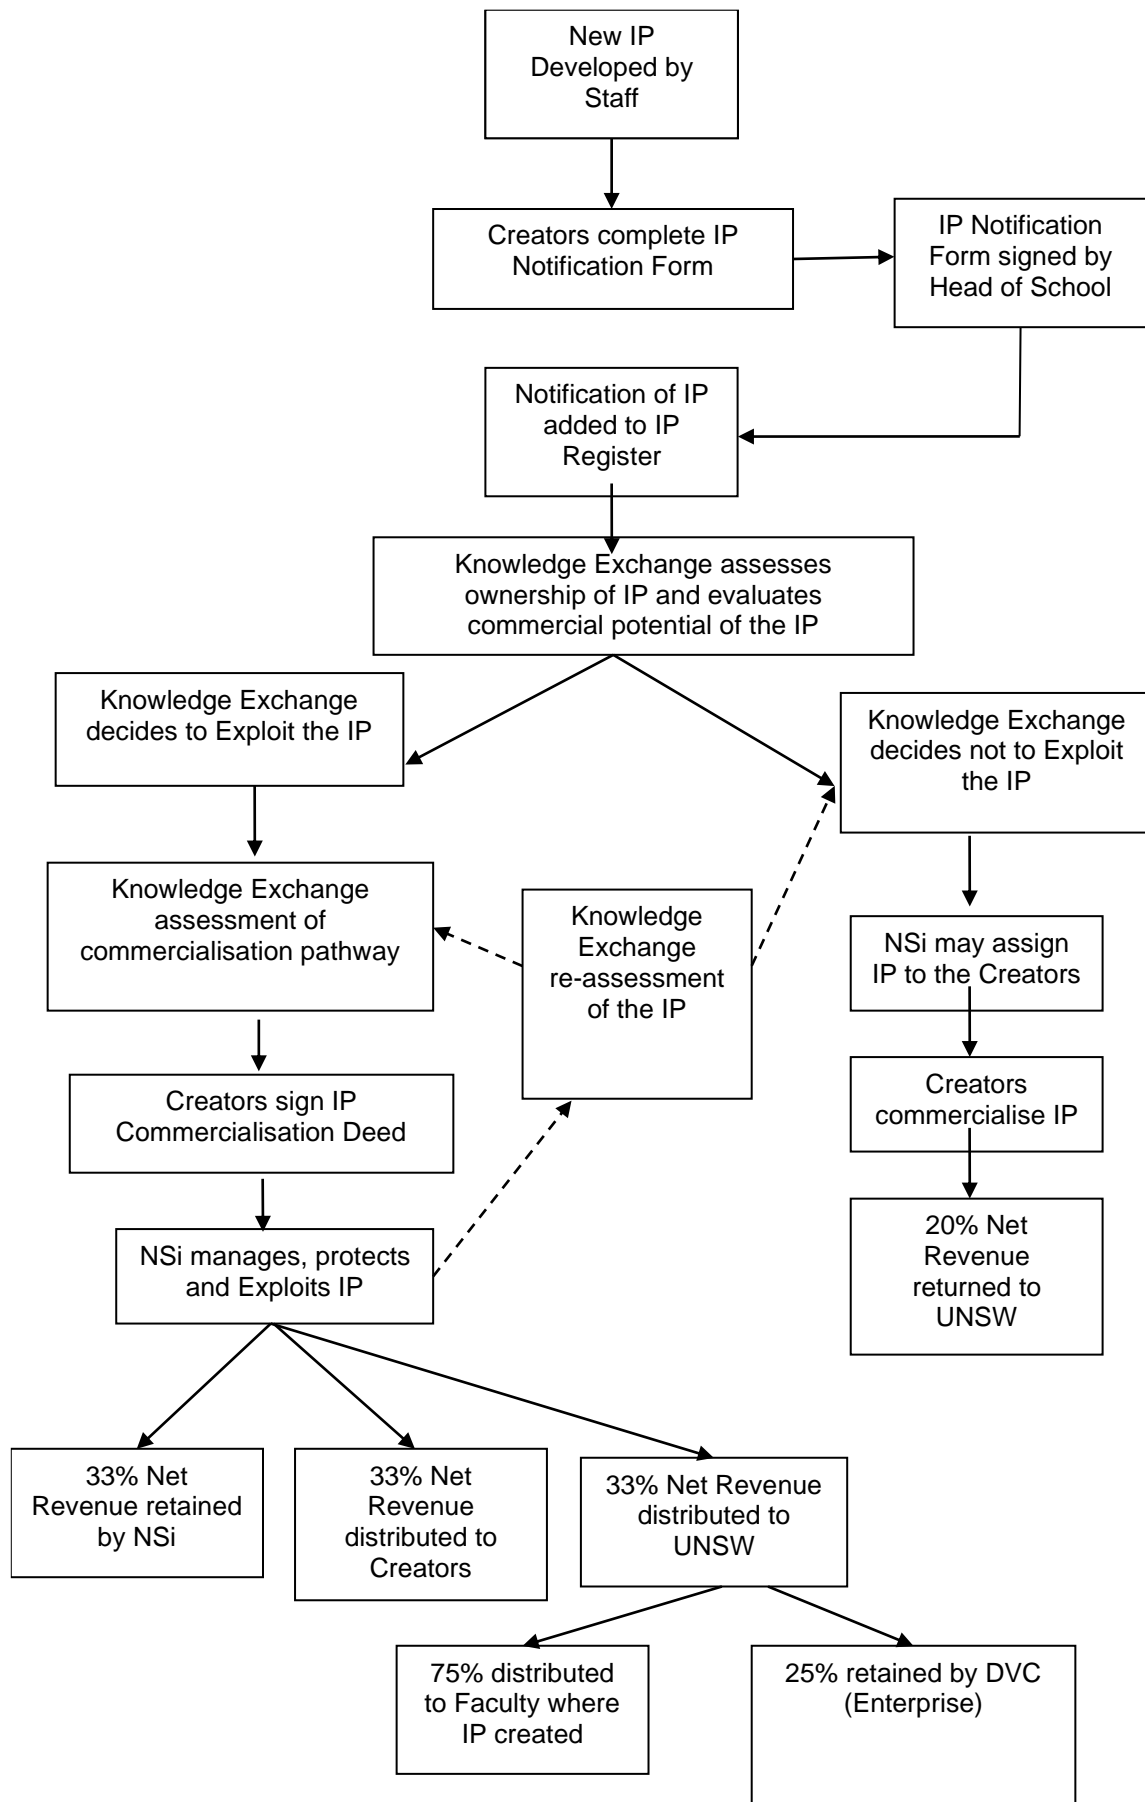 New IP
Developed by
Staff
Creators complete IP
Notification Form
IP Notification
Form signed by
Head of School
Notification of IP
added to IP
Register
Knowledge Exchange assesses
ownership of IP and evaluates
commercial potential of the IP
Knowledge Exchange
decides to Exploit the IP
Knowledge Exchange
decides not to Exploit
the IP
Knowledge Exchange
assessment of
commercialisation pathway
Knowledge
Exchange
re-assessment
of the IP
NSi may assign
IP to the Creators
Creators sign IP
Commercialisation Deed
Creators
commercialise IP
NSi manages, protects
and Exploits IP
20% Net
Revenue
returned to
UNSW
33% Net
Revenue retained
by NSi
33% Net
Revenue
distributed to
Creators
33% Net Revenue
distributed to
UNSW
75% distributed
to Faculty where
IP created
25% retained by DVC
(Enterprise)